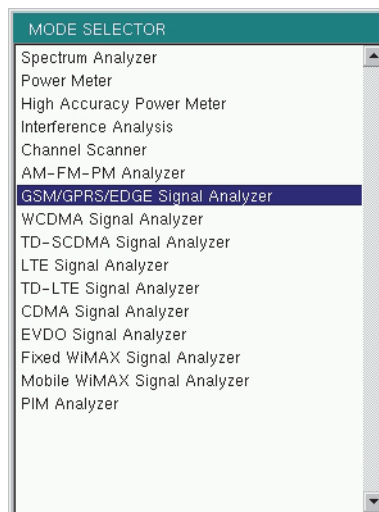 MODE SELECTOR
Spectrum Analyzer
Power Meter
High Accuracy Power Meter
Interference Analysis
Channel Scanner
AM-FM-PM Analyzer
GSM/GPRS/EDGE Signal Analyzer
WCDMA Signal Analyzer
TD-SCDMA Signal Analyzer
LTE Signal Analyzer
TD-LTE Signal Analyzer
CDMA Signal Analyzer
EVDO Signal Analyzer
Fixed WiMAX Signal Analyzer
Mobile WiMAX Signal Analyzer
PIM Analyzer